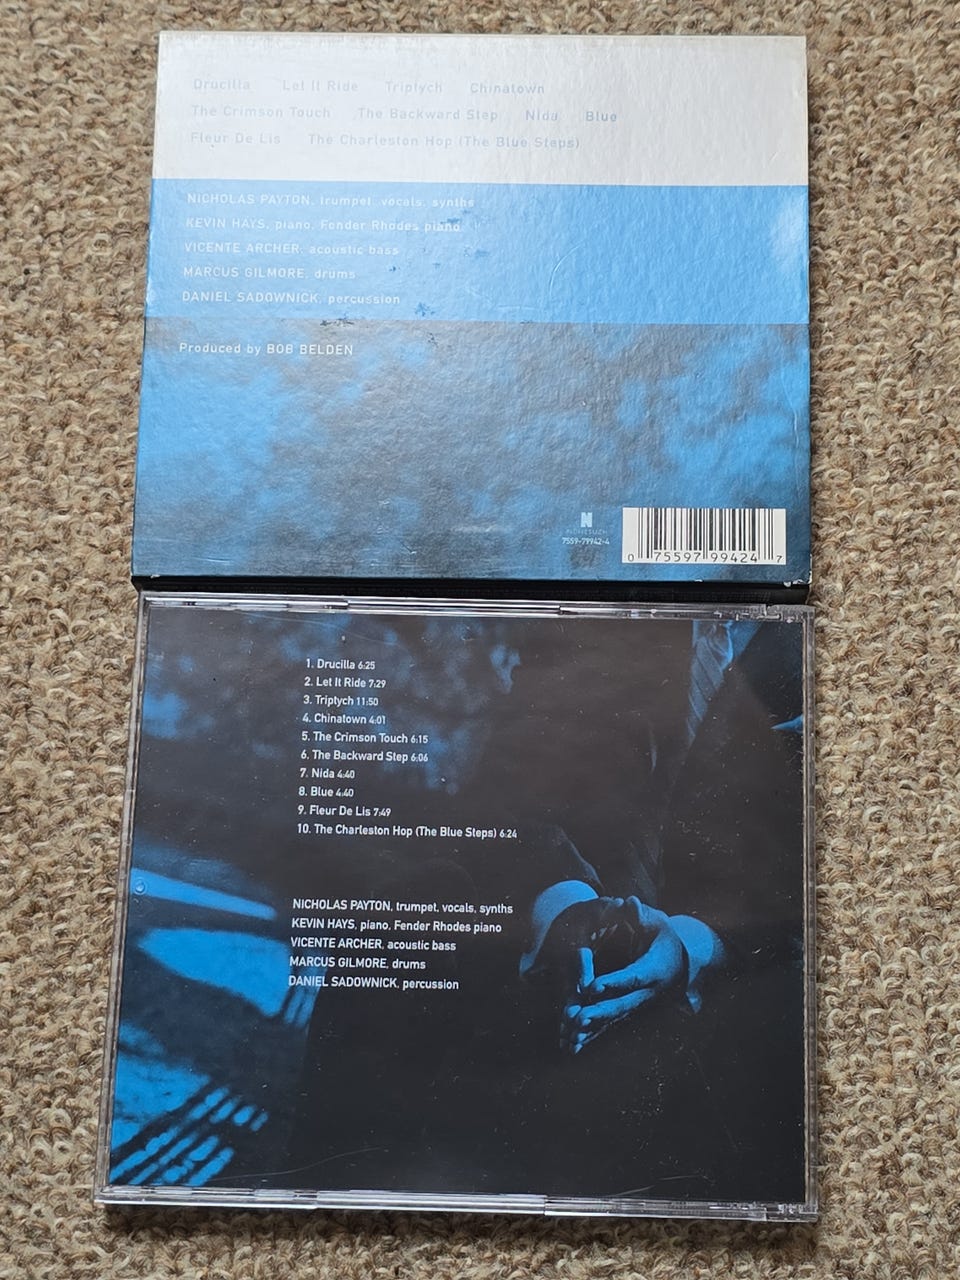 Drucilla Let It Ride Triptych Chinatown
The Crimson Touch The Backward Step Nida Blue
Fleur De Lis The Charleston Hop (The Blue Steps)
NICHOLAS PAYTON, trumpet, vocals, synths
KEVIN HAYS, piano, Fender Rhodes piano
VICENTE ARCHER, acoustic bass
MARCUS GILMORE, drums
DANIEL SADOWNICK, percussion
Produced by BOB BELDEN
N
NONESUCH
7559-79942-4
0 75597 99424 7
1. Drucilla 6:25
2. Let It Ride 7:29
3. Triptych 11:50
4. Chinatown 4:01
5. The Crimson Touch 6:15
6. The Backward Step 6:06
7. Nida 4:40
8. Blue 4:40
9. Fleur De Lis 7:49
10. The Charleston Hop (The Blue Steps) 6:24
NICHOLAS PAYTON, trumpet, vocals, synths
KEVIN HAYS, piano, Fender Rhodes piano
VICENTE ARCHER, acoustic bass
MARCUS GILMORE, drums
DANIEL SADOWNICK, percussion